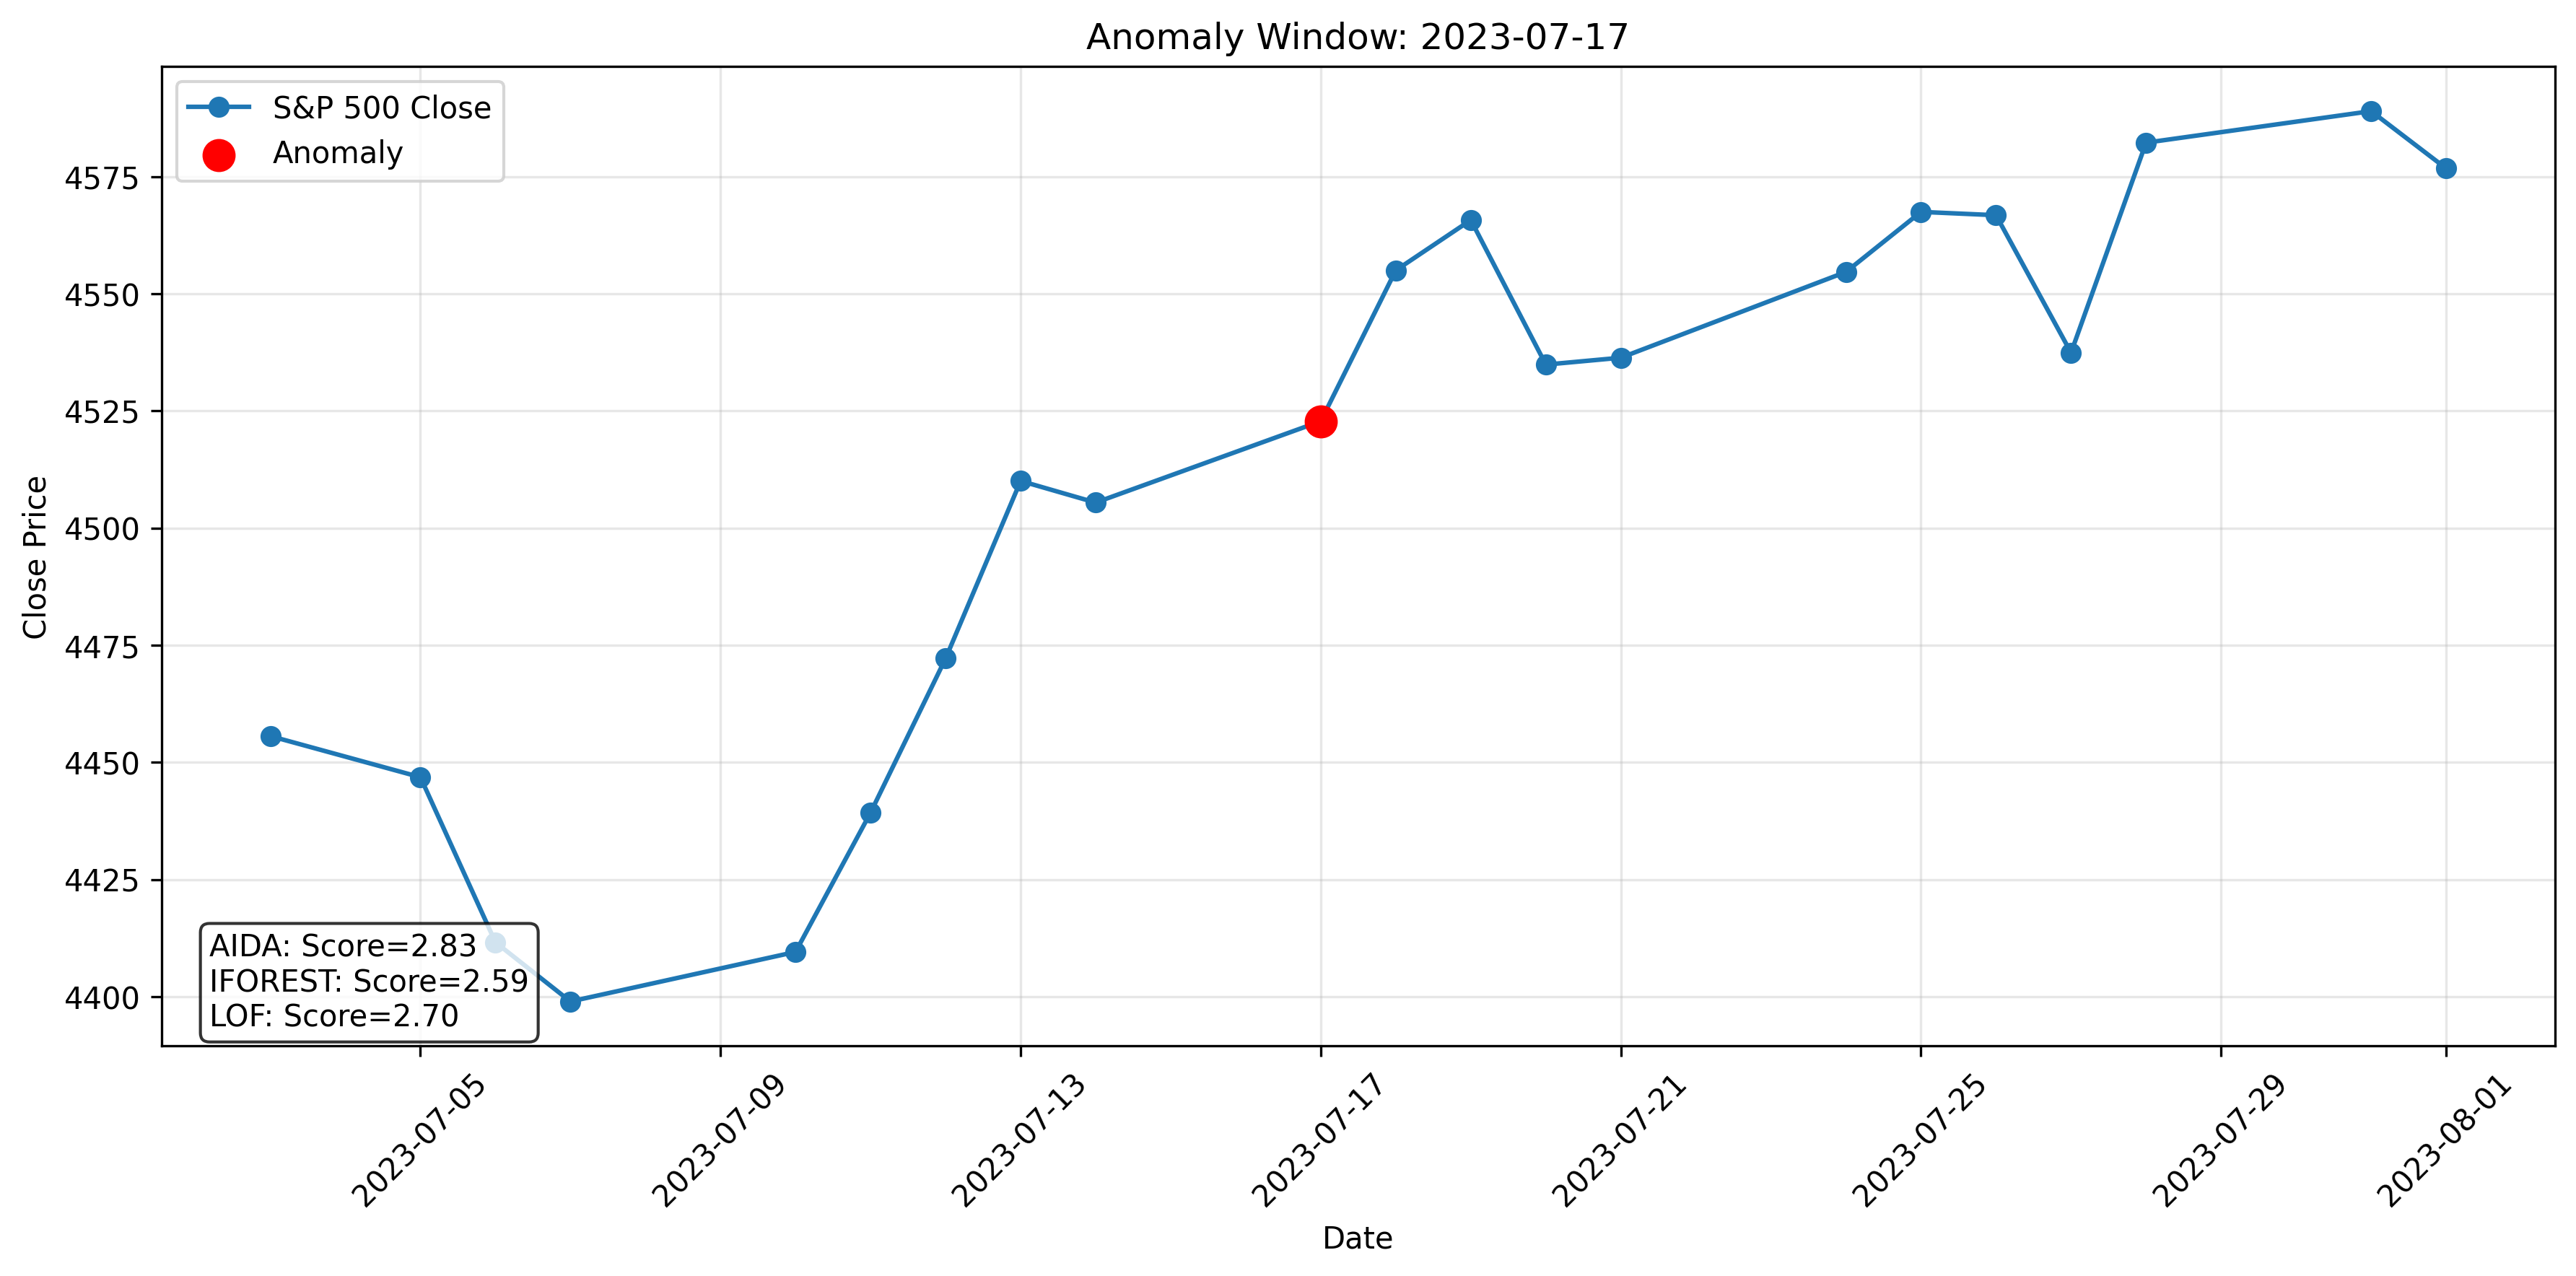 Anomaly Window: 2023-07-17
S&P 500 Close
Anomaly
Close Price
4575
4550
4525
4500
4475
4450
4425
4400
AIDA: Score=2.83
IFOREST: Score=2.59
LOF: Score=2.70
2023-07-05
2023-07-09
2023-07-13
2023-07-17
2023-07-21
2023-07-25
2023-07-29
2023-08-01
Date